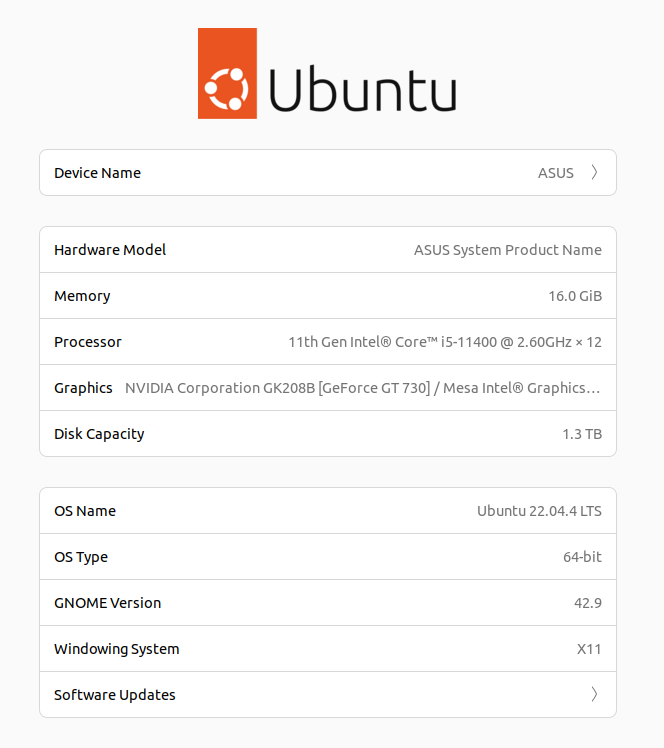 Ubuntu
Device Name ASUS
Hardware Model ASUS System Product Name
Memory 16.0 GiB
Processor 11th Gen Intel® Core™ i5-11400 @ 2.60GHz × 12
Graphics NVIDIA Corporation GK208B [GeForce GT 730] / Mesa Intel® Graphics…
Disk Capacity 1.3 TB
OS Name Ubuntu 22.04.4 LTS
OS Type 64-bit
GNOME Version 42.9
Windowing System X11
Software Updates